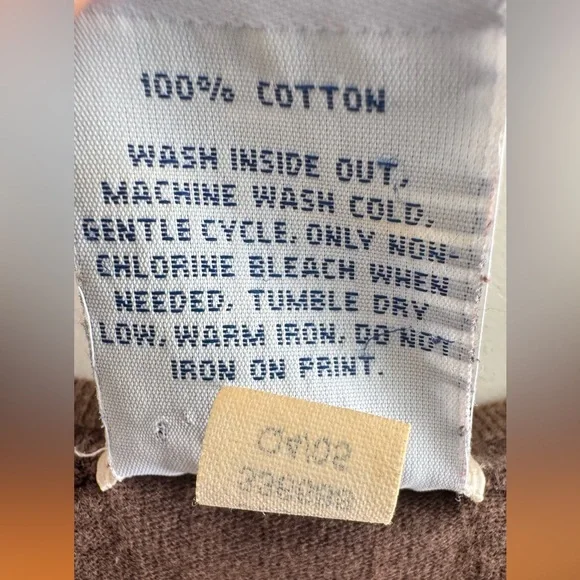 100% COTTON
WASH INSIDE OUT,
MACHINE WASH COLD,
GENTLE CYCLE, ONLY NON-
CHLORINE BLEACH WHEN
NEEDED. TUMBLE DRY
LOW, WARM IRON. DO NOT
IRON ON PRINT.